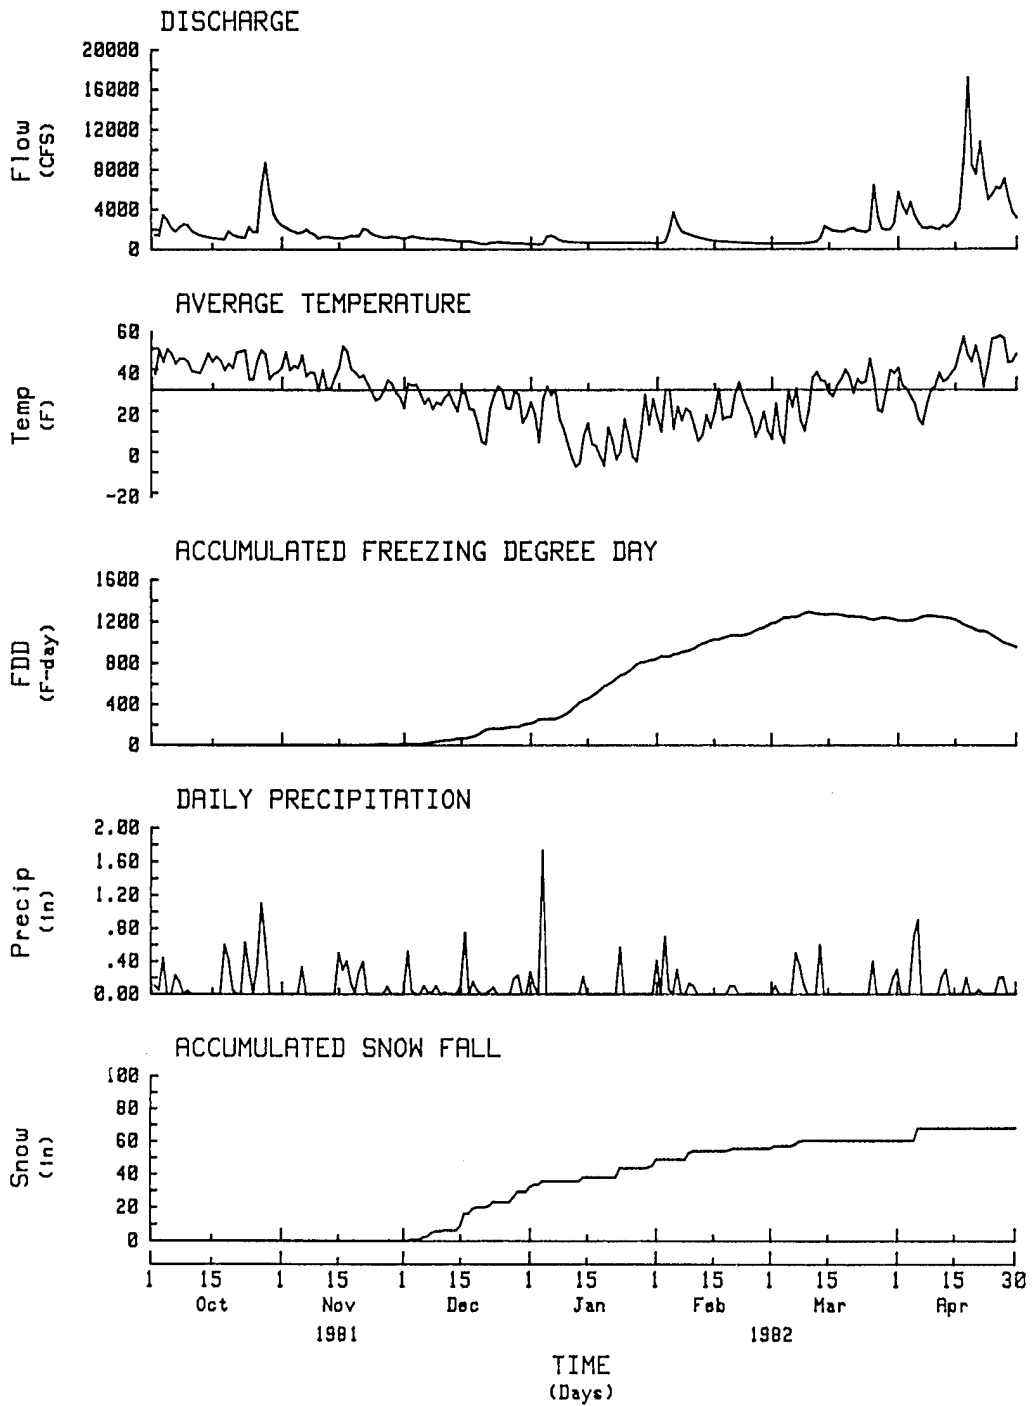 DISCHARGE
20000
16000
12000
8000
4000
0
Flow
(CFS)
AVERAGE TEMPERATURE
60
40
20
0
-20
Temp
(F)
ACCUMULATED FREEZING DEGREE DAY
1600
1200
800
400
0
FDD
(F-day)
DAILY PRECIPITATION
2.00
1.60
1.20
.80
.40
0.00
Precip
(in)
ACCUMULATED SNOW FALL
100
80
60
40
20
0
Snow
(in)
1 15 1 15 1 15 1 15 1 15 1 15 1 15 30
Oct Nov Dec Jan Feb Mar Apr
1981 1982
TIME
(Days)